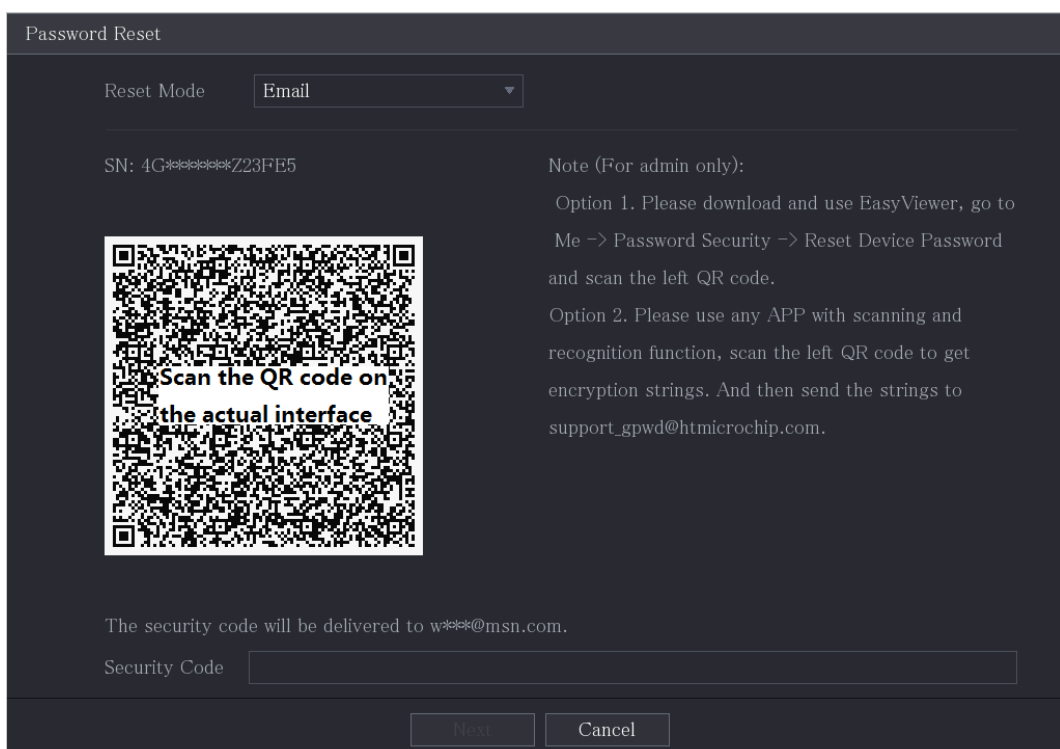 Password Reset
Reset Mode
Email
SN: 4G*******Z23FE5
Note (For admin only):
Option 1. Please download and use EasyViewer, go to
Me -> Password Security -> Reset Device Password
and scan the left QR code.
Option 2. Please use any APP with scanning and
recognition function, scan the left QR code to get
encryption strings. And then send the strings to
support_gpwd@htmicrochip.com.
Scan the QR code on
the actual interface
The security code will be delivered to w***@msn.com.
Security Code
Next
Cancel